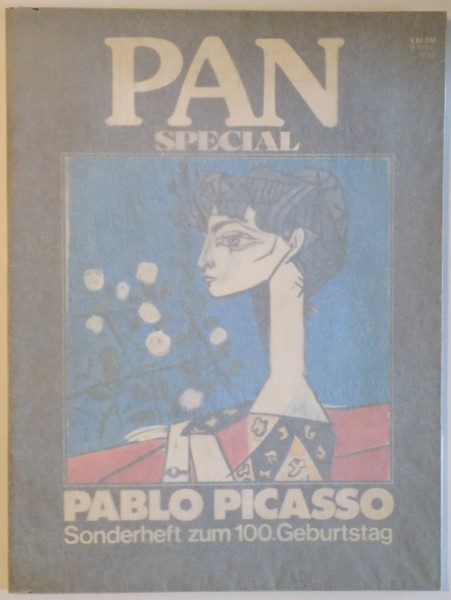 PAN
SPECIAL
PABLO PICASSO
Sonderheft zum 100.Geburtstag